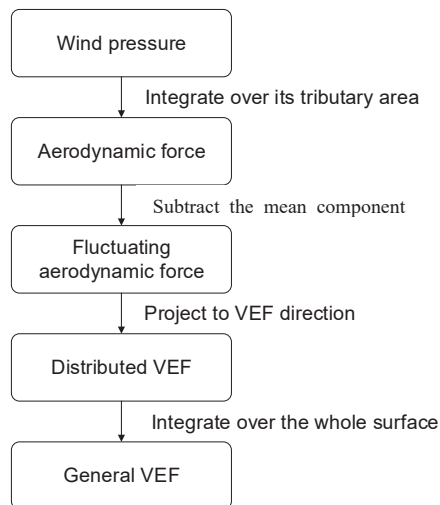 Wind pressure
Integrate over its tributary area
Aerodynamic force
Subtract the mean component
Fluctuating
aerodynamic force
Project to VEF direction
Distributed VEF
Integrate over the whole surface
General VEF